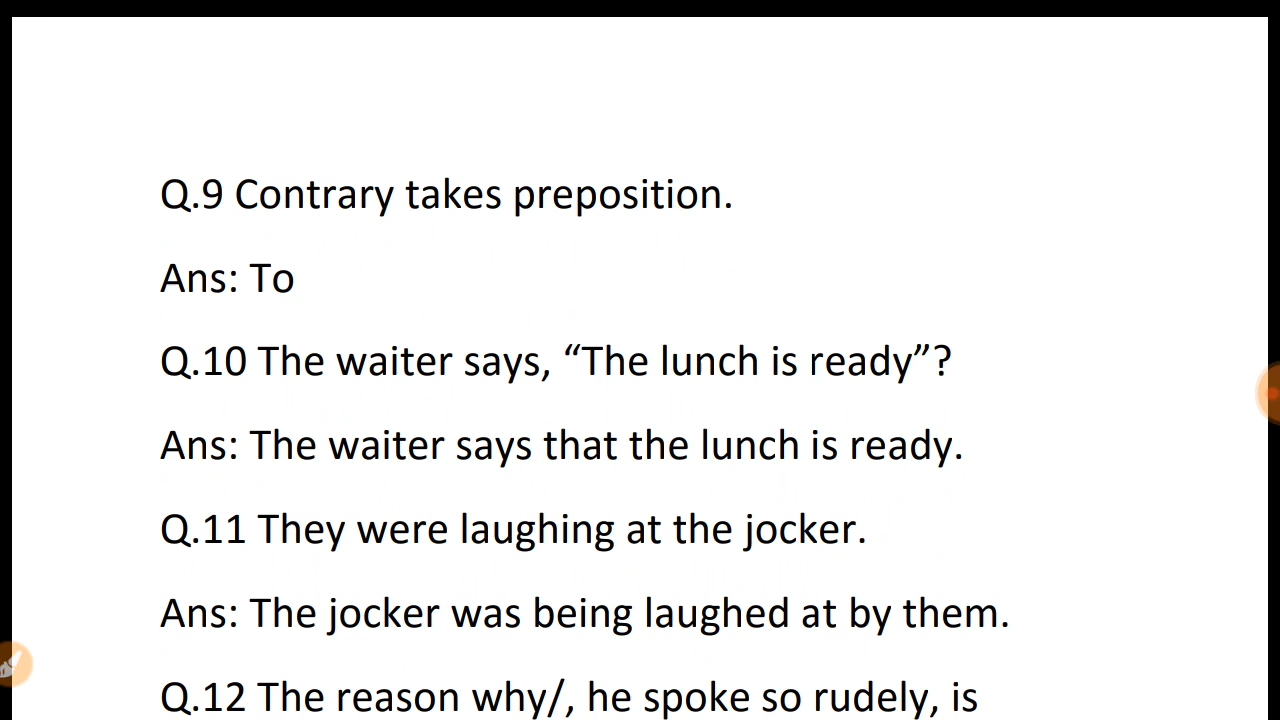 Q.9 Contrary takes preposition.
Ans: To
Q.10 The waiter says, “The lunch is ready”?
Ans: The waiter says that the lunch is ready.
Q.11 They were laughing at the jocker.
Ans: The jocker was being laughed at by them.
Q.12 The reason why/, he spoke so rudely, is